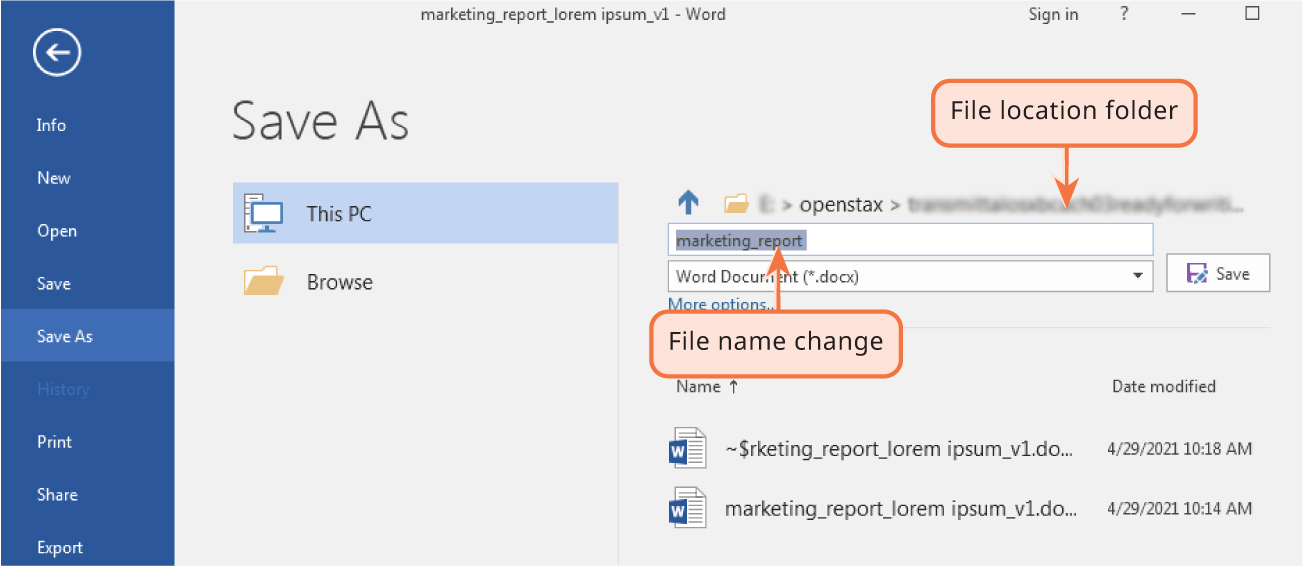 marketing_report_lorem ipsum_v1 - Word
Sign in ? 
Info
New
Open
Save
Save As
History
Print
Share
Export
Save As
This PC
Browse
File location folder
> openstax >
marketing_report
Word Document (*.docx)
Save
More options...
File name change
Name ↑ Date modified
~$rketing_report_lorem ipsum_v1.do... 4/29/2021 10:18 AM
marketing_report_lorem ipsum_v1.do... 4/29/2021 10:14 AM